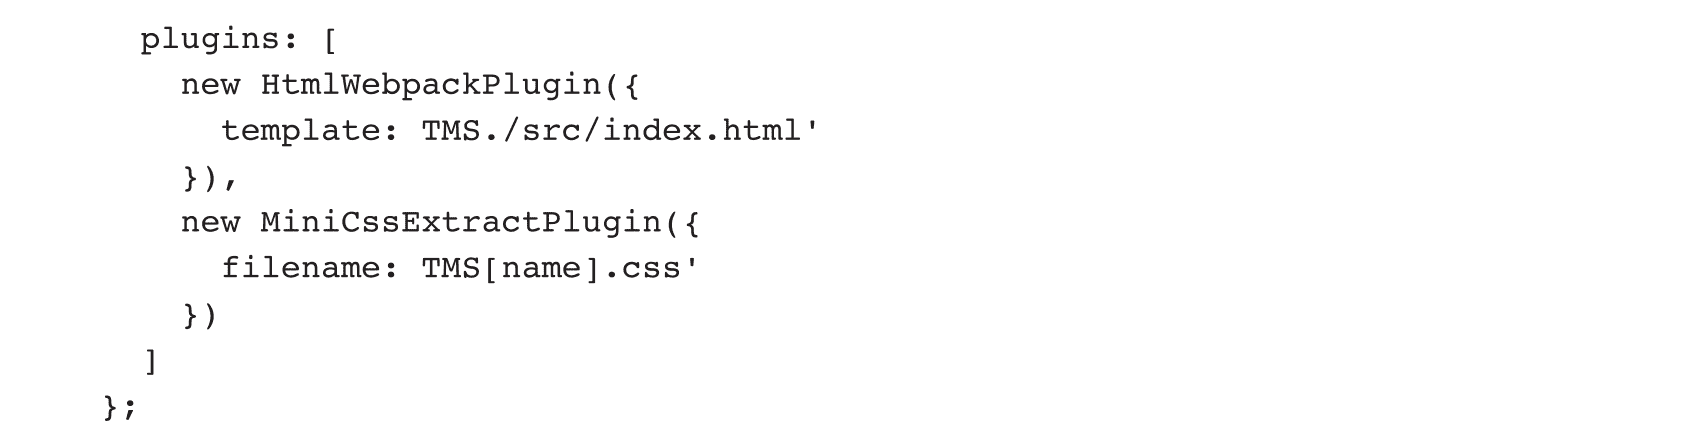 plugins: [
new HtmlWebpackPlugin({
template: TMS./src/index.html'
}),
new MiniCssExtractPlugin({
filename: TMS[name].css'
})
]
};